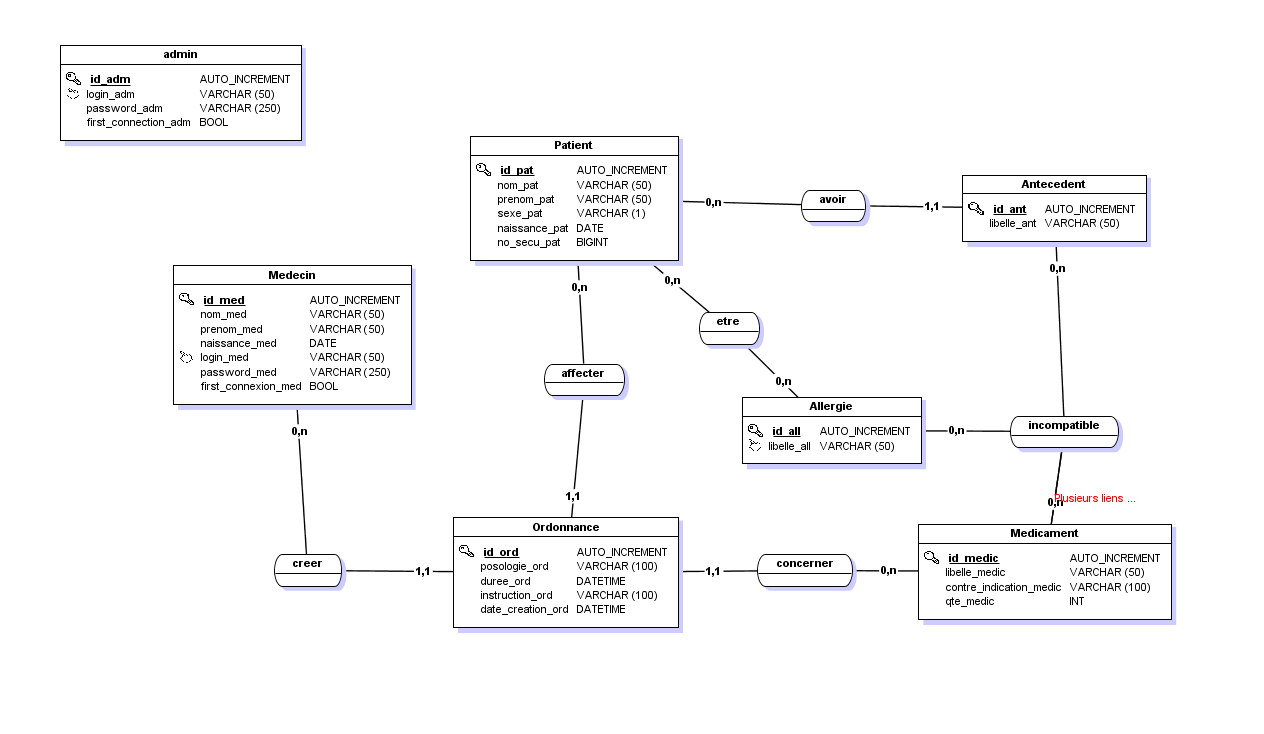 admin
id_adm AUTO_INCREMENT
login_adm VARCHAR (50)
password_adm VARCHAR (250)
first_connection_adm BOOL
Patient
id_pat AUTO_INCREMENT
nom_pat VARCHAR (50)
prenom_pat VARCHAR (50)
sexe_pat VARCHAR (1)
naissance_pat DATE
no_secu_pat BIGINT
0,n
avoir
1,1
Antecedent
id_ant AUTO_INCREMENT
libelle_ant VARCHAR (50)
Medecin
id_med AUTO_INCREMENT
nom_med VARCHAR (50)
prenom_med VARCHAR (50)
naissance_med DATE
login_med VARCHAR (50)
password_med VARCHAR (250)
first_connexion_med BOOL
0,n
0,n
0,n
etre
affecter
0,n
Allergie
id_all AUTO_INCREMENT
libelle_all VARCHAR (50)
0,n
incompatible
0,n
1,1
0,n
Plusieurs liens ...
Ordonnance
id_ord AUTO_INCREMENT
posologie_ord VARCHAR (100)
duree_ord DATETIME
instruction_ord VARCHAR (100)
date_creation_ord DATETIME
creer
1,1
1,1
concerner
0,n
Medicament
id_medic AUTO_INCREMENT
libelle_medic VARCHAR (50)
contre_indication_medic VARCHAR (100)
qte_medic INT